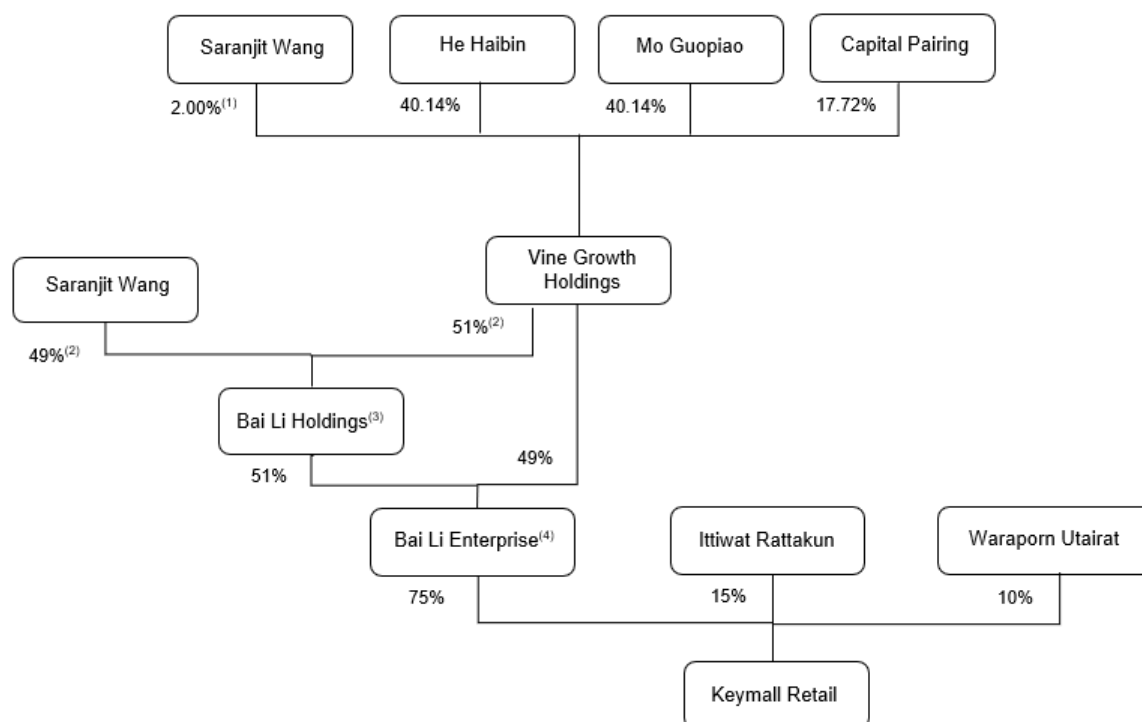 Saranjit Wang
He Haibin
Mo Guopiao
Capital Pairing
2.00%(1)
40.14%
40.14%
17.72%
Vine Growth
Holdings
Saranjit Wang
49%(2)
51%(2)
Bai Li Holdings(3)
51%
49%
Bai Li Enterprise(4)
Ittiwat Rattakun
Waraporn Utairat
75%
15%
10%
Keymall Retail